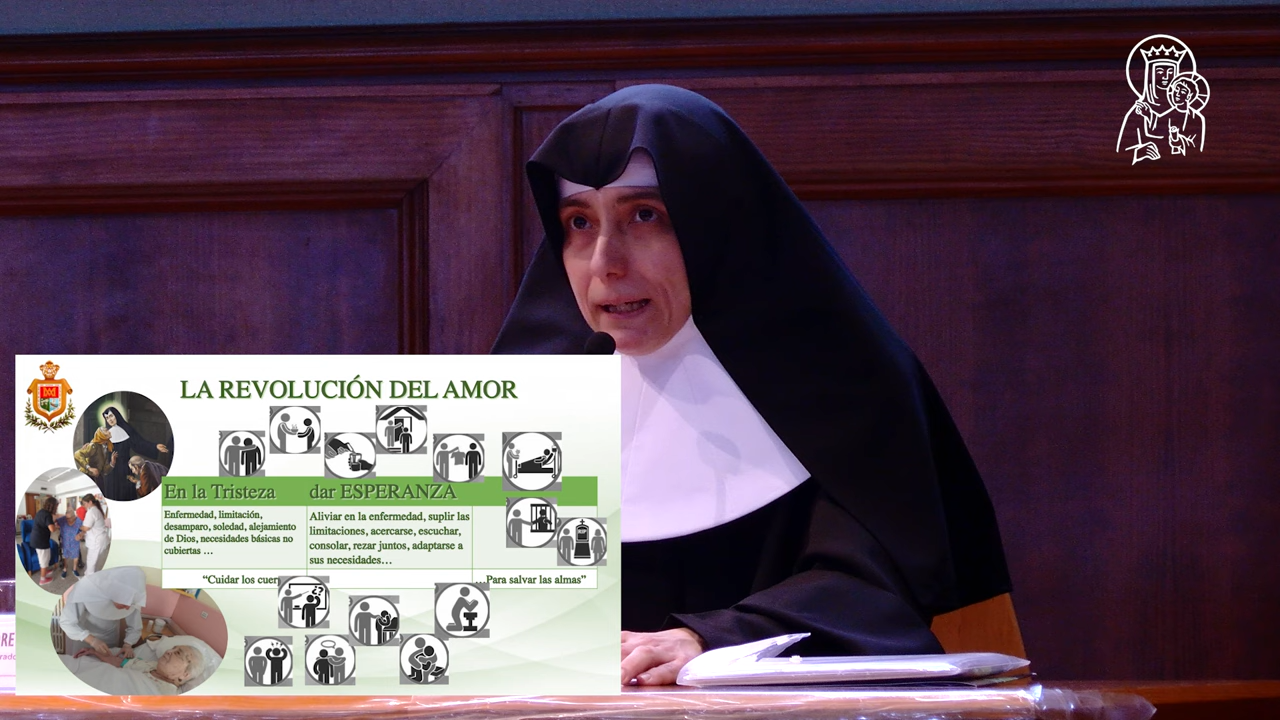 LA REVOLUCIÓN DEL AMOR
En la Tristeza
dar ESPERANZA
Enfermedad, limitación,
desamparo, soledad, alejamiento
de Dios, necesidades básicas no
cubiertas ...
Aliviar en la enfermedad, suplir las
limitaciones, acercarse, escuchar,
consolar, rezar juntos, adaptarse a
sus necesidades…
“Cuidar los cuer
…Para salvar las almas”
RE
rado